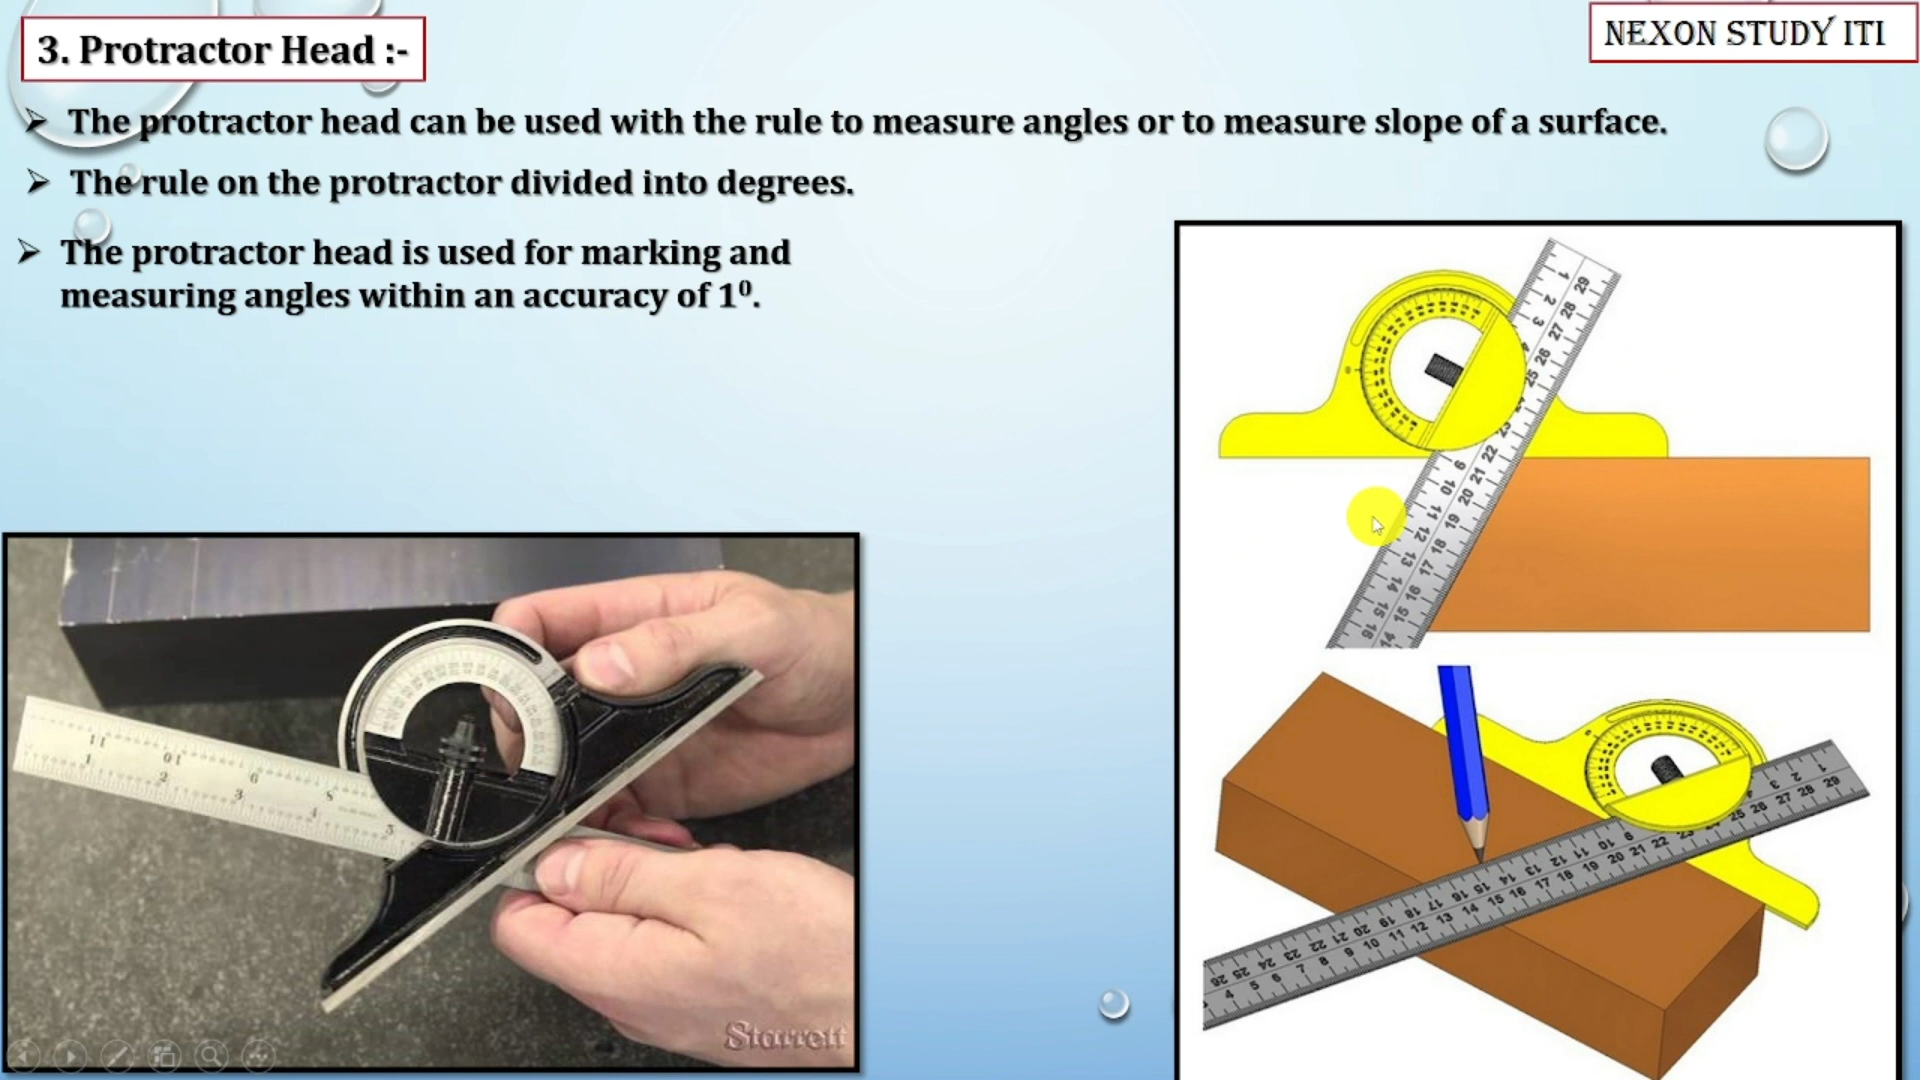 3. Protractor Head :-
NEXON STUDY ITI
➢ The protractor head can be used with the rule to measure angles or to measure slope of a surface.
➢ The rule on the protractor divided into degrees.
➢ The protractor head is used for marking and
measuring angles within an accuracy of 1⁰.
Starrett